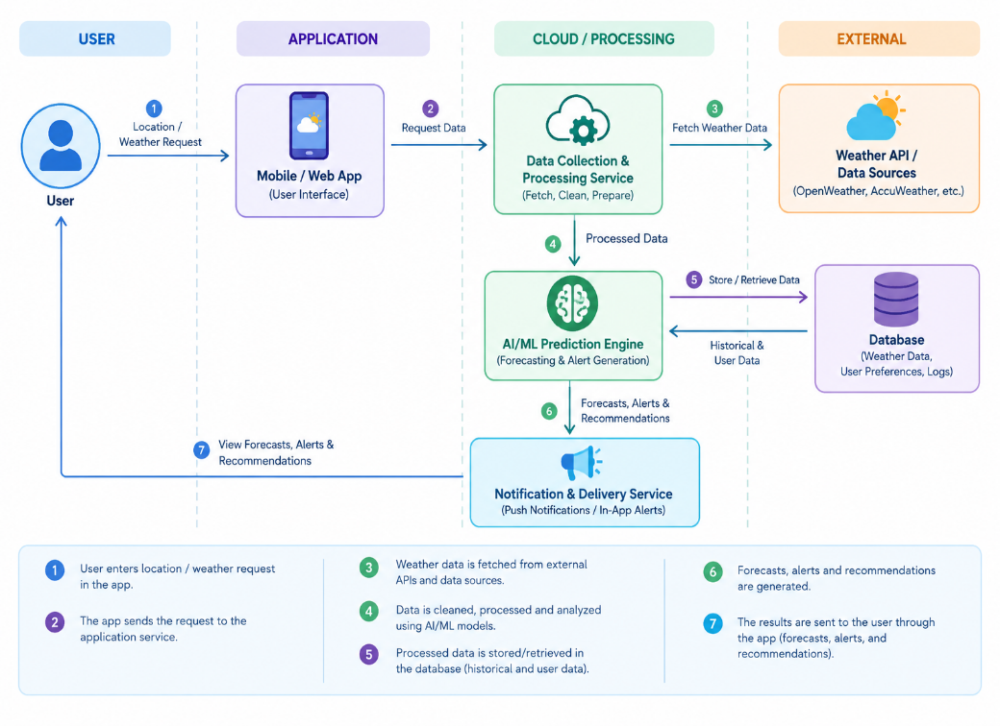 USER
APPLICATION
CLOUD / PROCESSING
EXTERNAL
1
Location /
Weather Request
User
Mobile / Web App
(User Interface)
2
Request Data
Data Collection &
Processing Service
(Fetch, Clean, Prepare)
3
Fetch Weather Data
Weather API /
Data Sources
(OpenWeather, AccuWeather, etc.)
4
Processed Data
AI/ML Prediction Engine
(Forecasting & Alert Generation)
5
Store / Retrieve Data
Historical &
User Data
Database
(Weather Data,
User Preferences, Logs)
6
Forecasts, Alerts &
Recommendations
Notification & Delivery Service
(Push Notifications / In-App Alerts)
7
View Forecasts, Alerts &
Recommendations
1
User enters location / weather request
in the app.
2
The app sends the request to the
application service.
3
Weather data is fetched from external
APIs and data sources.
4
Data is cleaned, processed and analyzed
using AI/ML models.
5
Processed data is stored/retrieved in
the database (historical and user data).
6
Forecasts, alerts and recommendations
are generated.
7
The results are sent to the user through
the app (forecasts, alerts, and
recommendations).